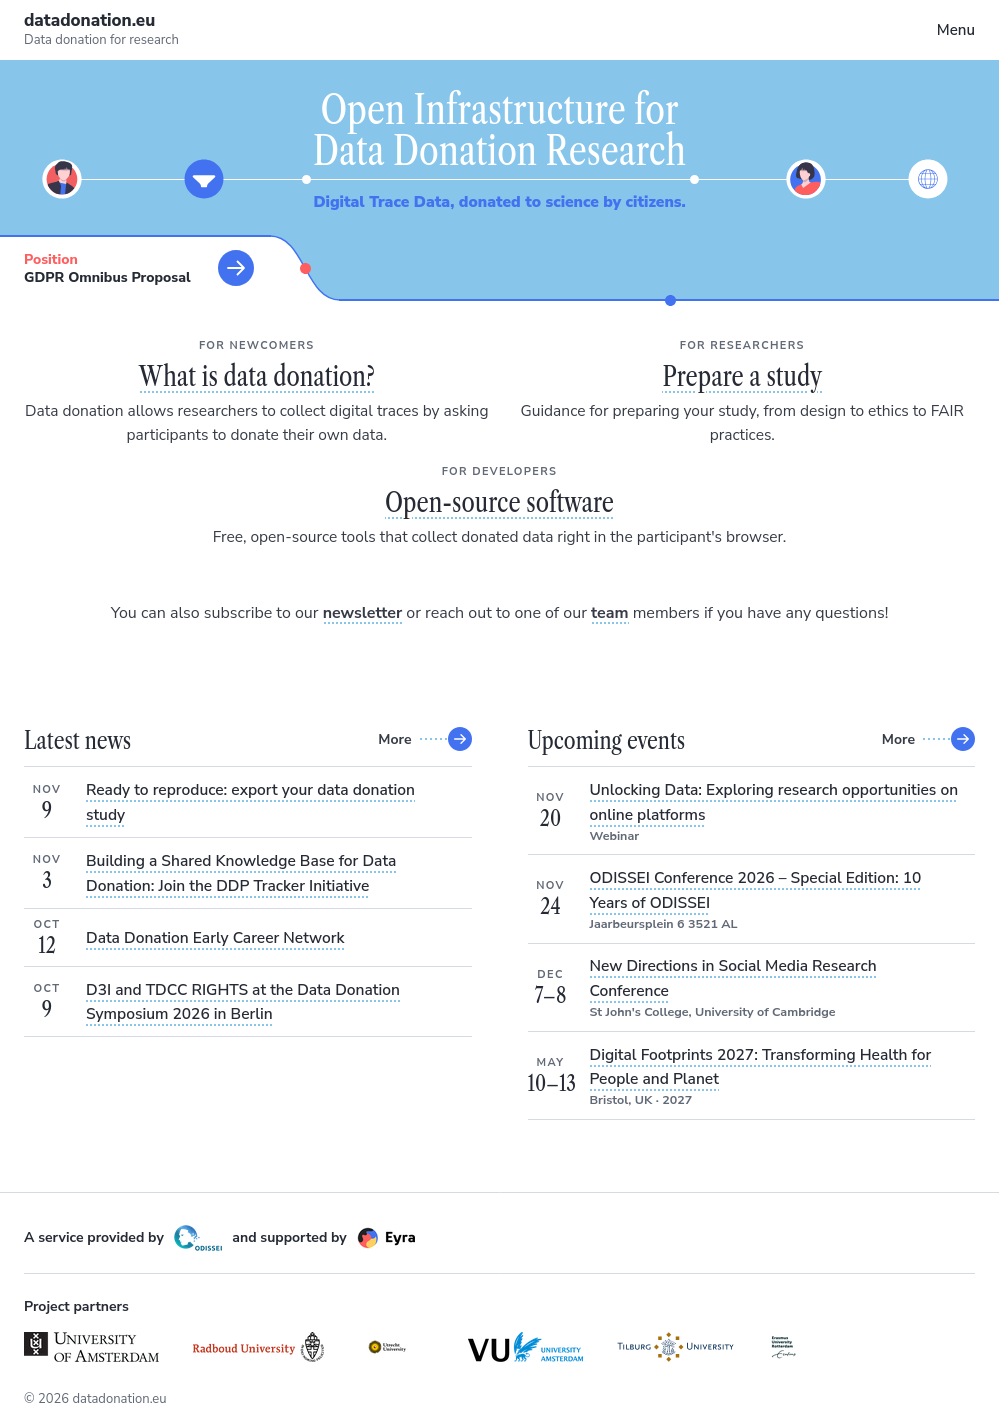 datadonation.eu
Data donation for research
Menu
Open Infrastructure for
Data Donation Research
Digital Trace Data, donated to science by citizens.
Position
GDPR Omnibus Proposal
FOR NEWCOMERS
What is data donation?
Data donation allows researchers to collect digital traces by asking
participants to donate their own data.
FOR RESEARCHERS
Prepare a study
Guidance for preparing your study, from design to ethics to FAIR
practices.
FOR DEVELOPERS
Open-source software
Free, open-source tools that collect donated data right in the participant's browser.
You can also subscribe to our newsletter or reach out to one of our team members if you have any questions!
Latest news
More
NOV
9
Ready to reproduce: export your data donation
study
NOV
3
Building a Shared Knowledge Base for Data
Donation: Join the DDP Tracker Initiative
OCT
12
Data Donation Early Career Network
OCT
9
D3I and TDCC RIGHTS at the Data Donation
Symposium 2026 in Berlin
Upcoming events
More
NOV
20
Unlocking Data: Exploring research opportunities on
online platforms
Webinar
NOV
24
ODISSEI Conference 2026 – Special Edition: 10
Years of ODISSEI
Jaarbeursplein 6 3521 AL
DEC
7–8
New Directions in Social Media Research
Conference
St John's College, University of Cambridge
MAY
10–13
Digital Footprints 2027: Transforming Health for
People and Planet
Bristol, UK · 2027
A service provided by ODISSEI and supported by Eyra
Project partners
UNIVERSITY
OF AMSTERDAM
Radboud University
Utrecht
University
VU
UNIVERSITY
AMSTERDAM
TILBURG UNIVERSITY
Erasmus
University
Rotterdam
Erasmus
© 2026 datadonation.eu